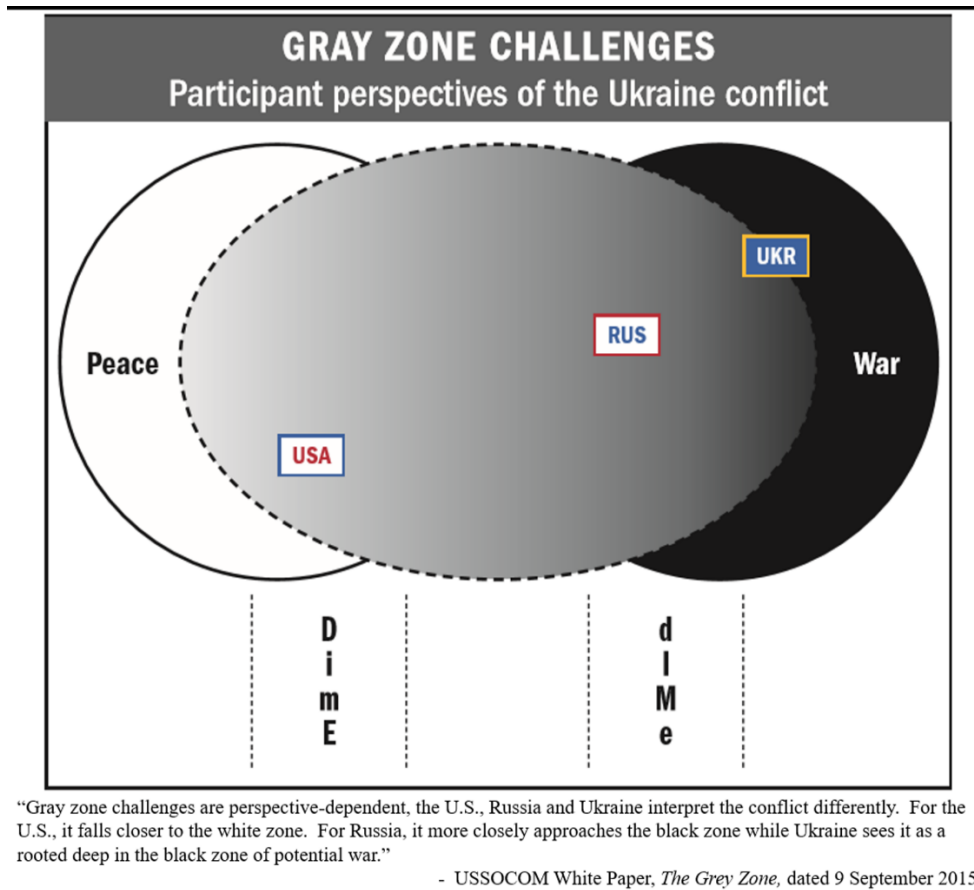 GRAY ZONE CHALLENGES
Participant perspectives of the Ukraine conflict
UKR
RUS
Peace
War
USA
D
i
m
E
d
I
M
e
“Gray zone challenges are perspective-dependent, the U.S., Russia and Ukraine interpret the conflict differently.  For the
U.S., it falls closer to the white zone.  For Russia, it more closely approaches the black zone while Ukraine sees it as a
rooted deep in the black zone of potential war.”
- USSOCOM White Paper, The Grey Zone, dated 9 September 2015